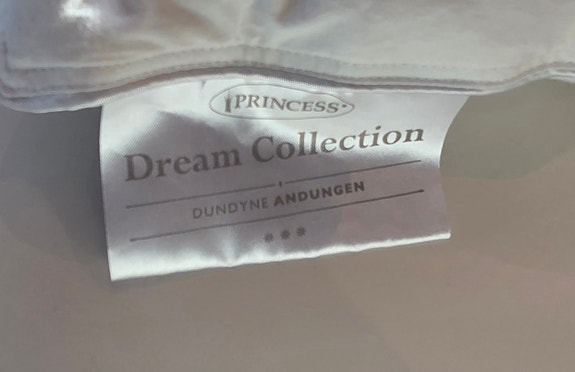 PRINCESS
Dream Collection
DUNDYNE ANDUNGEN
***